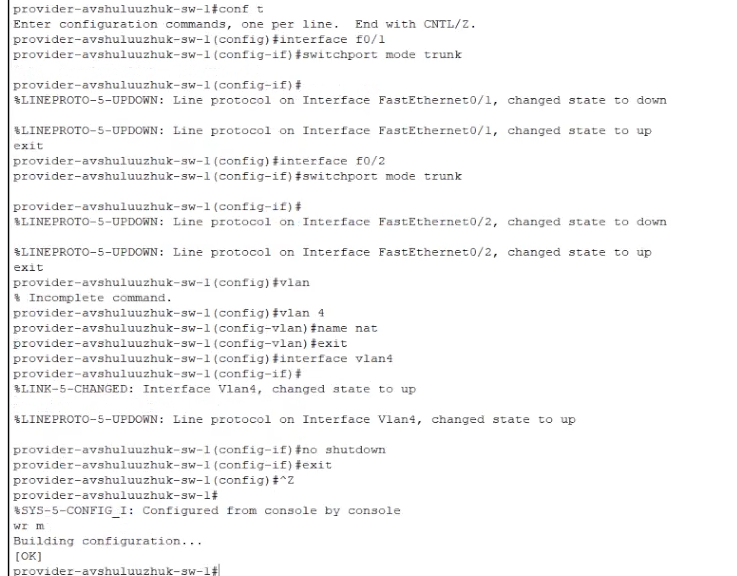 provider-avshuluuzhuk-sw-1#conf t
Enter configuration commands, one per line.  End with CNTL/Z.
provider-avshuluuzhuk-sw-1(config)#interface f0/1
provider-avshuluuzhuk-sw-1(config-if)#switchport mode trunk
provider-avshuluuzhuk-sw-1(config-if)#
%LINEPROTO-5-UPDOWN: Line protocol on Interface FastEthernet0/1, changed state to down
%LINEPROTO-5-UPDOWN: Line protocol on Interface FastEthernet0/1, changed state to up
exit
provider-avshuluuzhuk-sw-1(config)#interface f0/2
provider-avshuluuzhuk-sw-1(config-if)#switchport mode trunk
provider-avshuluuzhuk-sw-1(config-if)#
%LINEPROTO-5-UPDOWN: Line protocol on Interface FastEthernet0/2, changed state to down
%LINEPROTO-5-UPDOWN: Line protocol on Interface FastEthernet0/2, changed state to up
exit
provider-avshuluuzhuk-sw-1(config)#vlan
% Incomplete command.
provider-avshuluuzhuk-sw-1(config)#vlan 4
provider-avshuluuzhuk-sw-1(config-vlan)#name nat
provider-avshuluuzhuk-sw-1(config-vlan)#exit
provider-avshuluuzhuk-sw-1(config)#interface vlan4
provider-avshuluuzhuk-sw-1(config-if)#
%LINK-5-CHANGED: Interface Vlan4, changed state to up
%LINEPROTO-5-UPDOWN: Line protocol on Interface Vlan4, changed state to up
provider-avshuluuzhuk-sw-1(config-if)#no shutdown
provider-avshuluuzhuk-sw-1(config-if)#exit
provider-avshuluuzhuk-sw-1(config)#^Z
provider-avshuluuzhuk-sw-1#
%SYS-5-CONFIG_I: Configured from console by console
wr m
Building configuration...
[OK]
provider-avshuluuzhuk-sw-1#